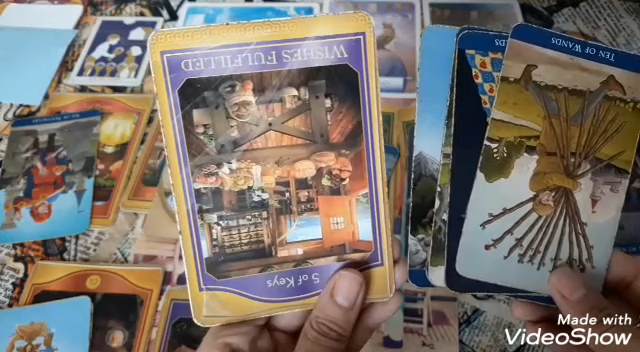 WISHES FULFILLED
TEN OF WANDS
5 of Keys
Made with
VideoShow